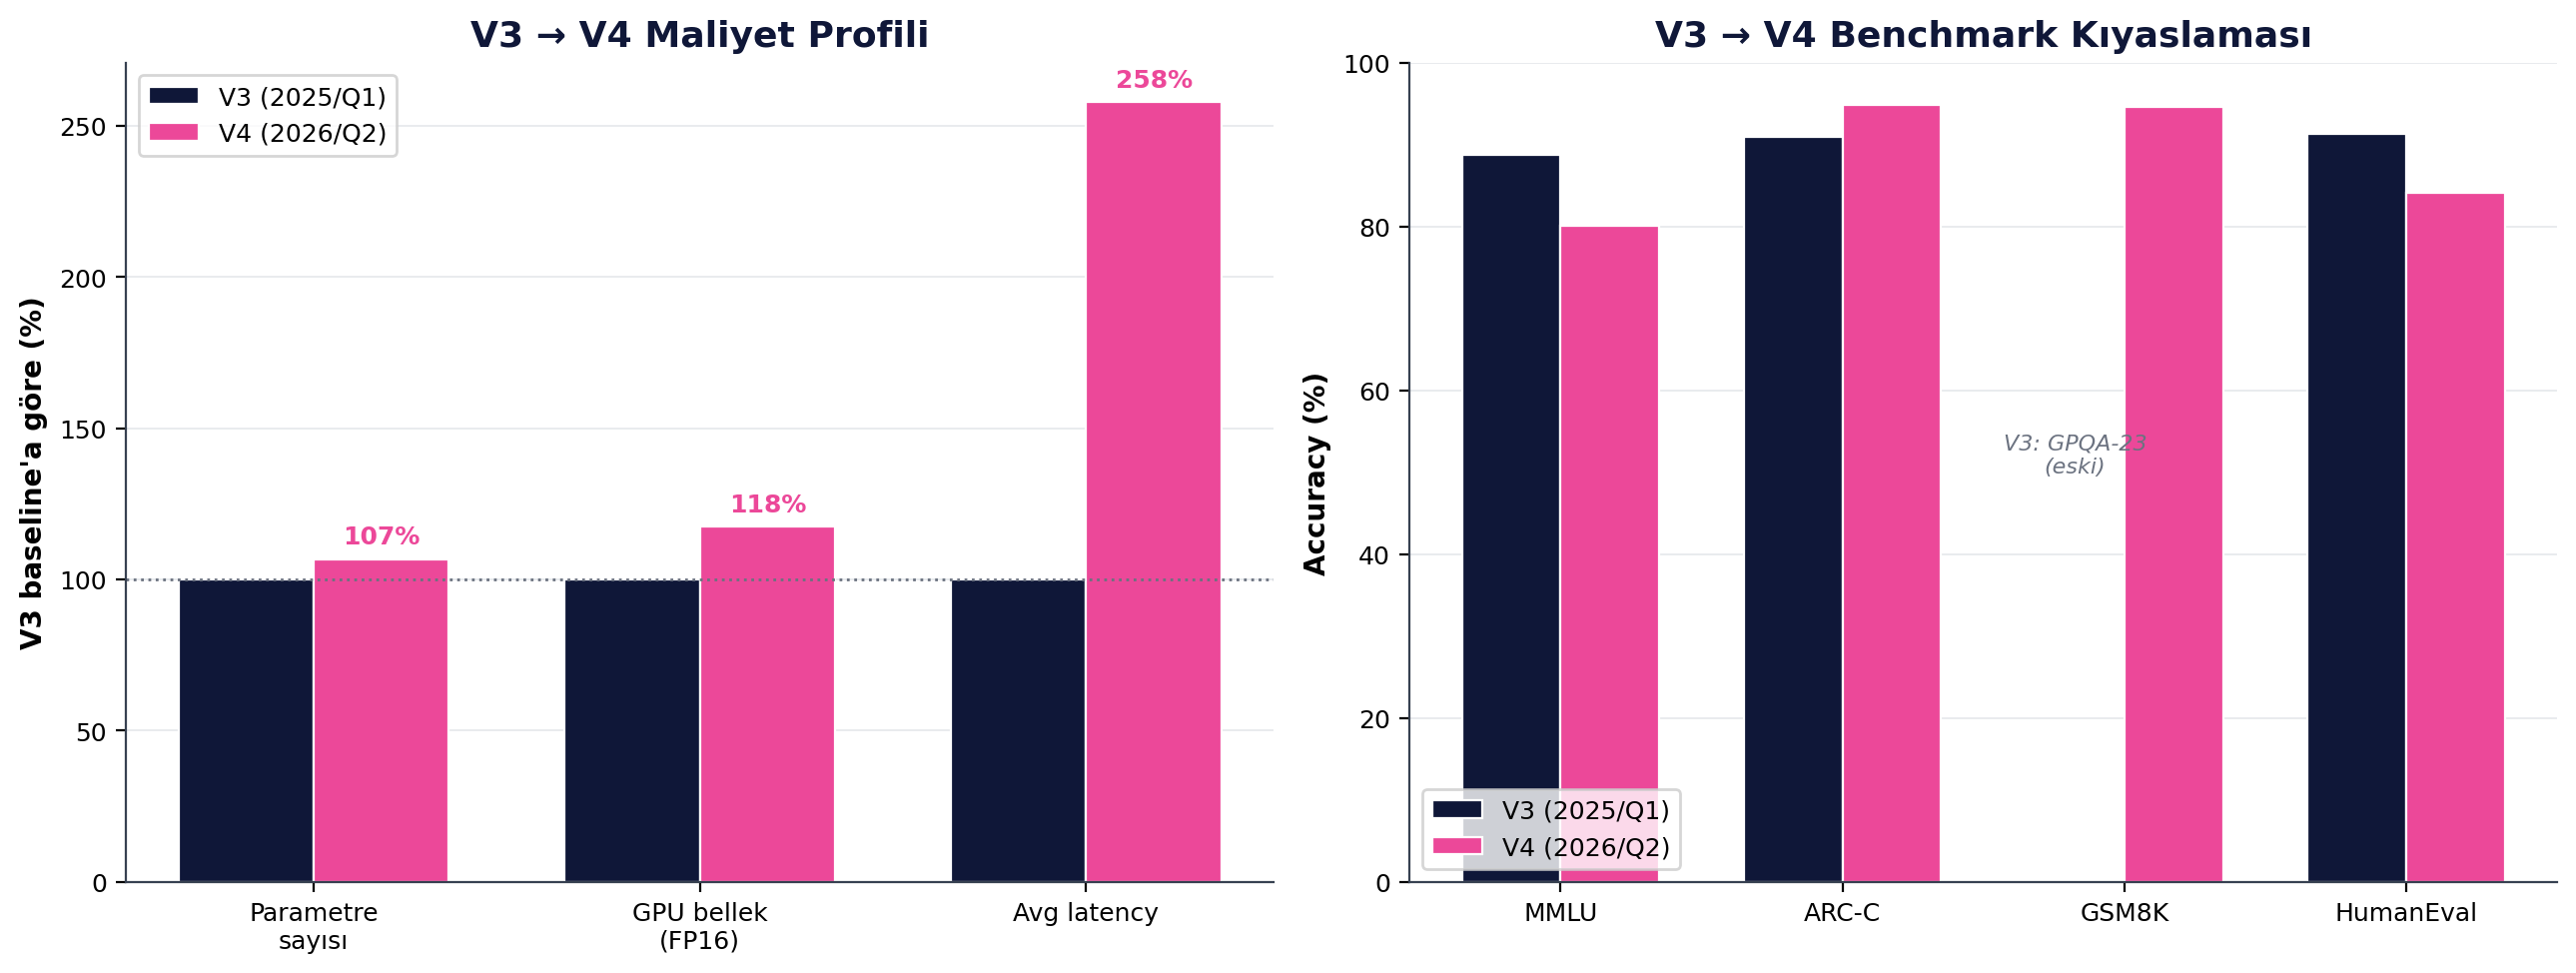 V3 → V4 Maliyet Profili
V3 baseline'a göre (%)
250
200
150
100
50
0
V3 (2025/Q1)
V4 (2026/Q2)
107%
118%
258%
Parametre
sayısı
GPU bellek
(FP16)
Avg latency
V3 → V4 Benchmark Kıyaslaması
Accuracy (%)
100
80
60
40
20
0
V3: GPQA-23
(eski)
V3 (2025/Q1)
V4 (2026/Q2)
MMLU
ARC-C
GSM8K
HumanEval